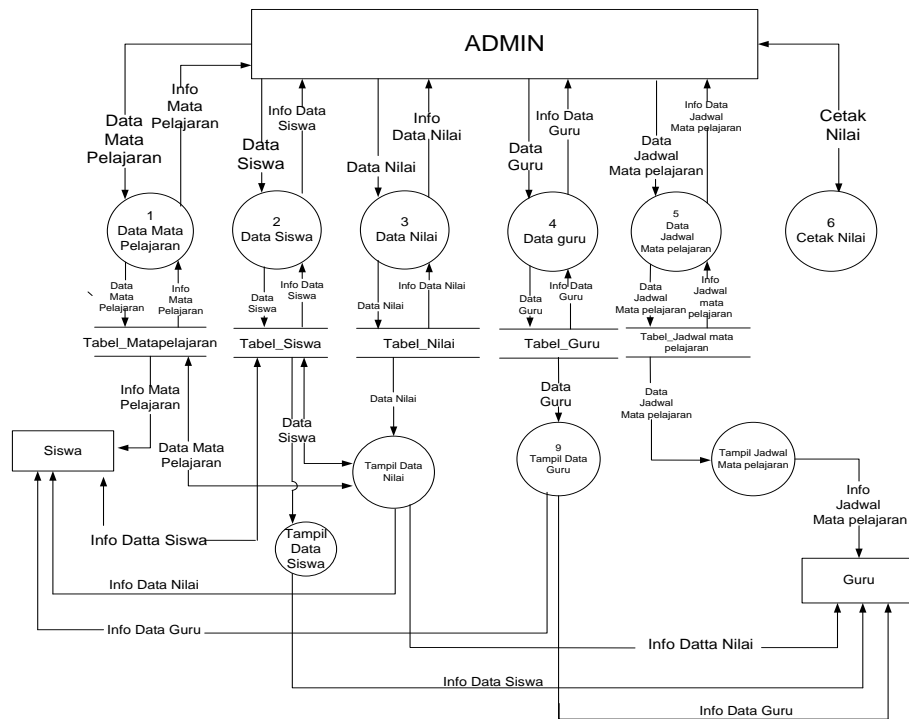 ADMIN
Info
Mata
Pelajaran
Data
Mata
Pelajaran
Info Data
Siswa
Data
Siswa
Info
Data Nilai
Data Nilai
Info Data
Guru
Data
Guru
Info Data
Jadwal
Mata pelajaran
Data
Jadwal
Mata pelajaran
Cetak
Nilai
1
Data Mata
Pelajaran
2
Data Siswa
3
Data Nilai
4
Data guru
5
Data
Jadwal
Mata pelajaran
6
Cetak Nilai
Data
Mata
Pelajaran
Info
Mata
Pelajaran
Data
Siswa
Info Data
Siswa
Data Nilai
Info Data Nilai
Data
Guru
Info Data
Guru
Data
Jadwal
Mata pelajaran
Info
Jadwal
mata
pelajaran
Tabel_Matapelajaran
Tabel_Siswa
Tabel_Nilai
Tabel_Guru
Tabel_Jadwal mata
pelajaran
Info Mata
Pelajaran
Data Nilai
Data
Guru
Data
Jadwal
Mata pelajaran
Siswa
Data Mata
Pelajaran
Data
Siswa
Tampil Data
Nilai
9
Tampil Data
Guru
Tampil Jadwal
Mata pelajaran
Info
Jadwal
Mata pelajaran
Info Datta Siswa
Tampil
Data
Siswa
Info Data Nilai
Guru
Info Data Guru
Info Datta Nilai
Info Data Siswa
Info Data Guru